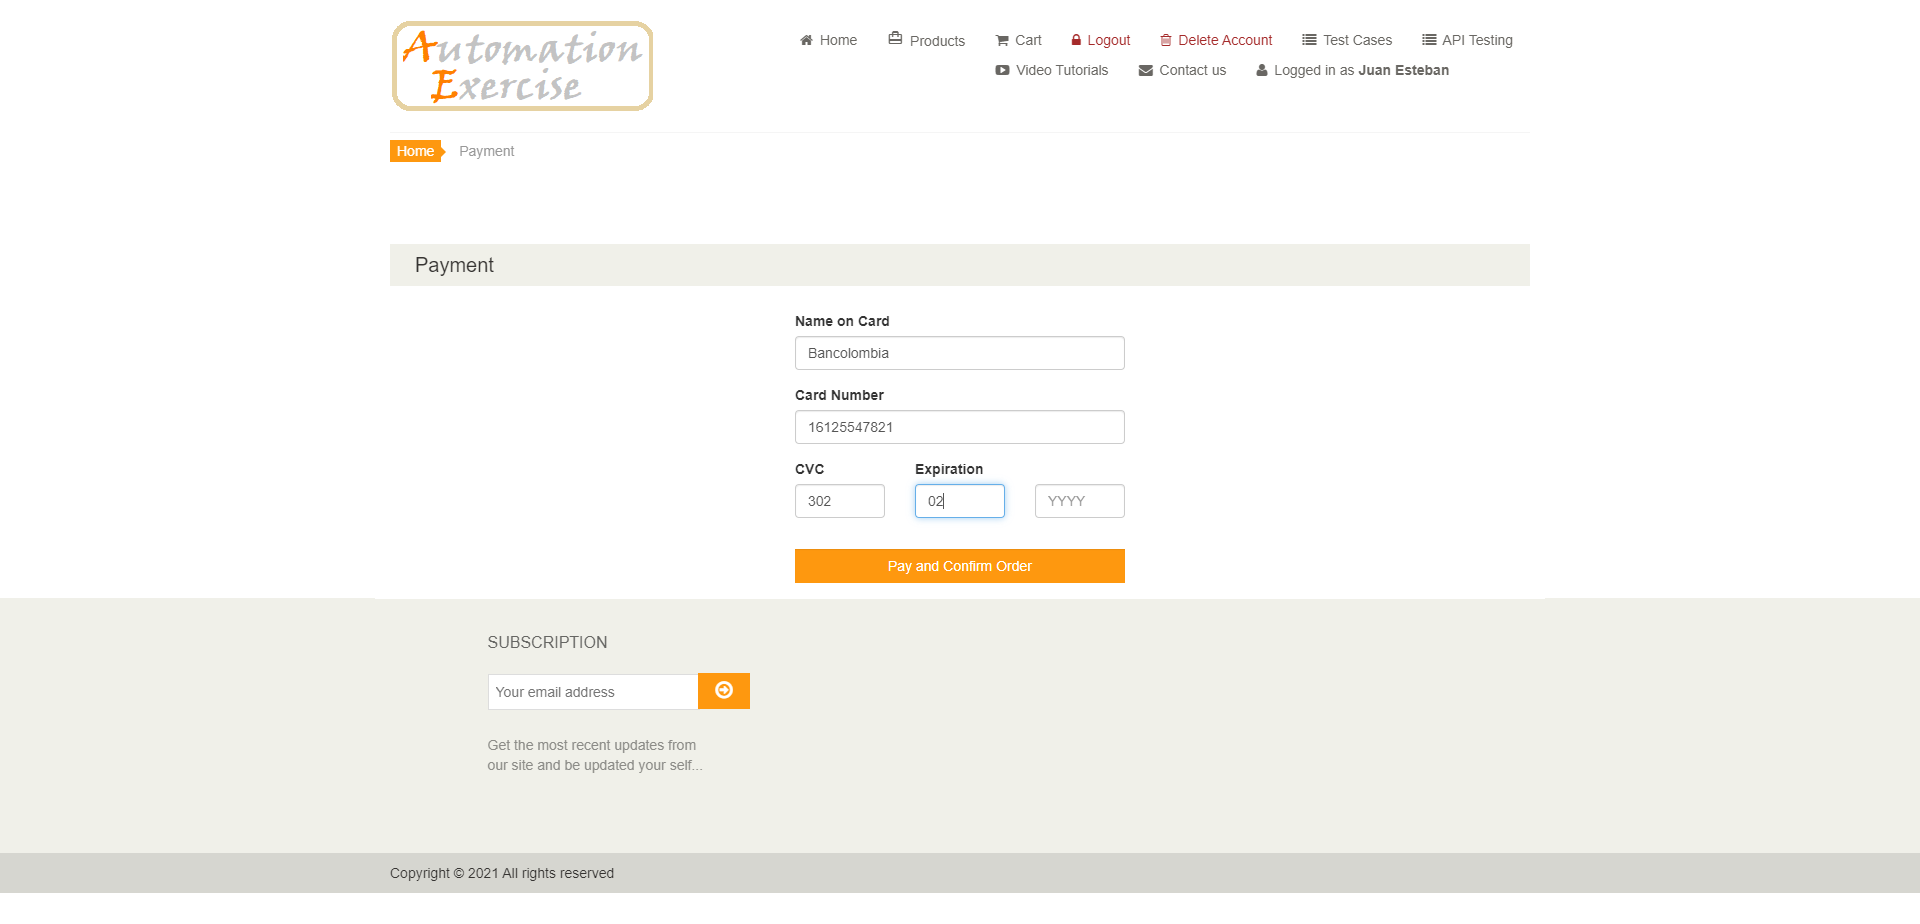 Automation
Exercise
Home
Products
Cart
Logout
Delete Account
Test Cases
API Testing
Video Tutorials
Contact us
Logged in as Juan Esteban
Home
Payment
Payment
Name on Card
Bancolombia
Card Number
16125547821
CVC
Expiration
302
02
YYYY
Pay and Confirm Order
SUBSCRIPTION
Your email address
Get the most recent updates from
our site and be updated your self...
Copyright © 2021 All rights reserved